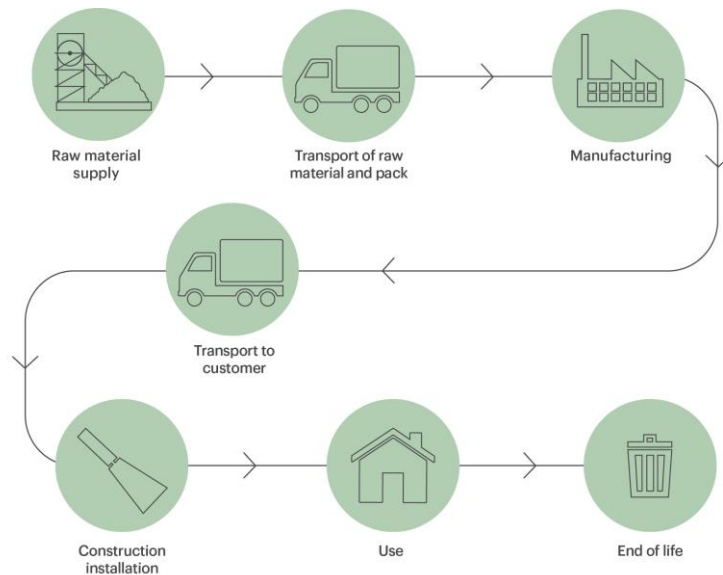 Raw material
supply
Transport of raw
material and pack
Manufacturing
Transport to
customer
Construction
installation
Use
End of life